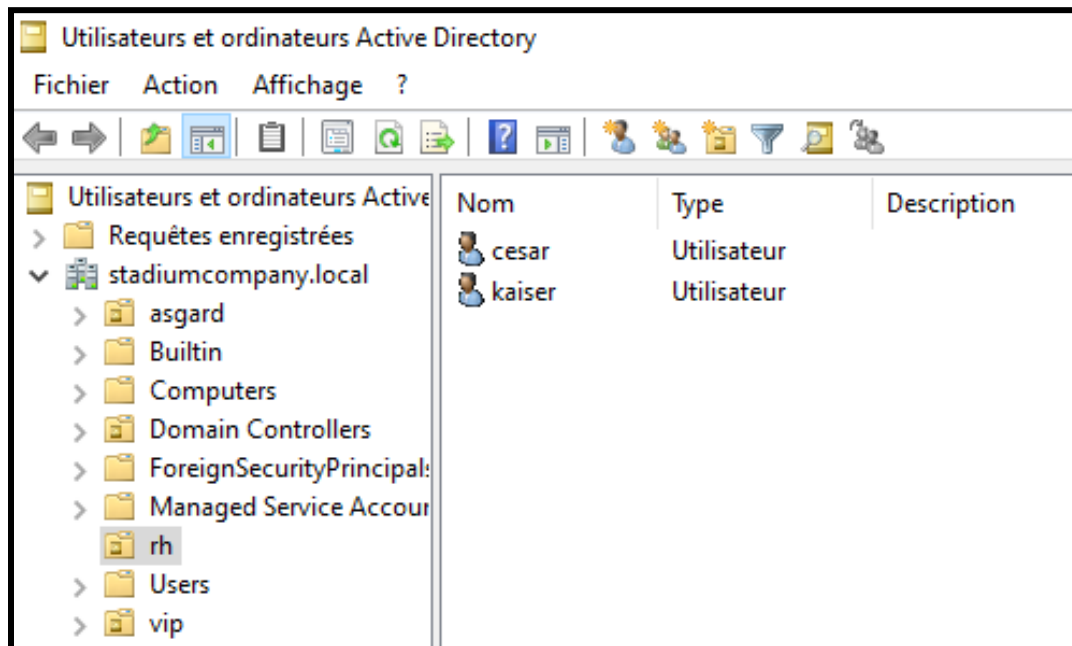 Utilisateurs et ordinateurs Active Directory
Fichier Action Affichage ?
Utilisateurs et ordinateurs Active
Requêtes enregistrées
stadiumcompany.local
asgard
Builtin
Computers
Domain Controllers
ForeignSecurityPrincipals
Managed Service Accour
rh
Users
vip
Nom Type Description
cesar Utilisateur
kaiser Utilisateur